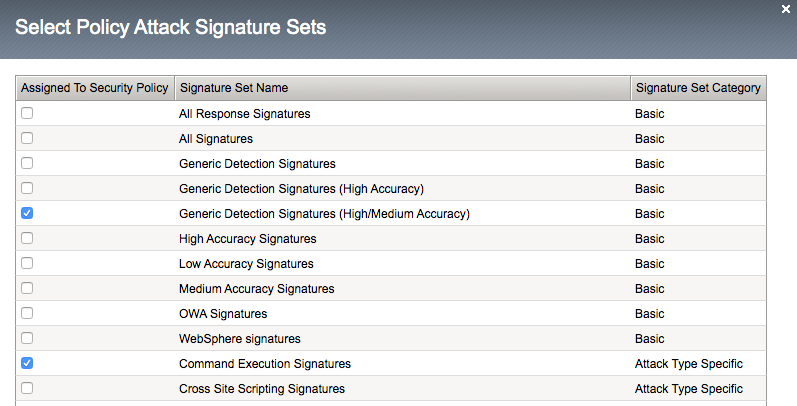 Select Policy Attack Signature Sets
Assigned To Security Policy Signature Set Name Signature Set Category
All Response Signatures Basic
All Signatures Basic
Generic Detection Signatures Basic
Generic Detection Signatures (High Accuracy) Basic
Generic Detection Signatures (High/Medium Accuracy) Basic
High Accuracy Signatures Basic
Low Accuracy Signatures Basic
Medium Accuracy Signatures Basic
OWA Signatures Basic
WebSphere signatures Basic
Command Execution Signatures Attack Type Specific
Cross Site Scripting Signatures Attack Type Specific